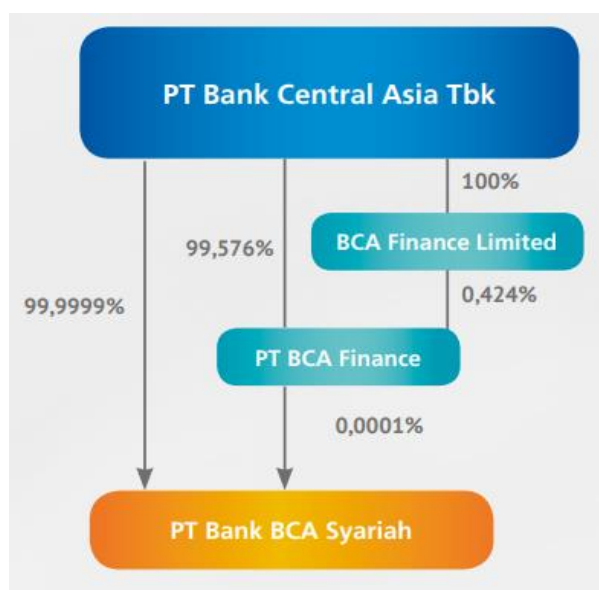 PT Bank Central Asia Tbk
100%
BCA Finance Limited
99,576%
0,424%
99,9999%
PT BCA Finance
0,0001%
PT Bank BCA Syariah